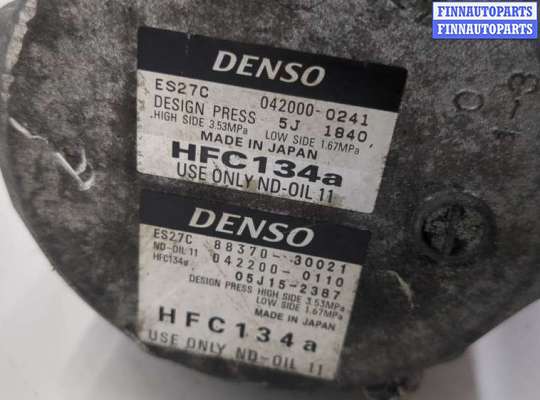 FINNAUTOPARTS
FINNAUTOPARTS
DENSO
ES27C 042000-0241
DESIGN PRESS 5J 1840
HIGH SIDE 3.53MPa LOW SIDE 1.67MPa
MADE IN JAPAN
HFC134a
USE ONLY ND-OIL 11
DENSO
ES27C 88370-30021
ND-OIL 11 042200-0110
HFC134a 05J15-2387
DESIGN PRESS HIGH SIDE 3.53MPa
LOW SIDE 1.67MPa
MADE IN JAPAN
HFC134a
USE ONLY ND-OIL 11